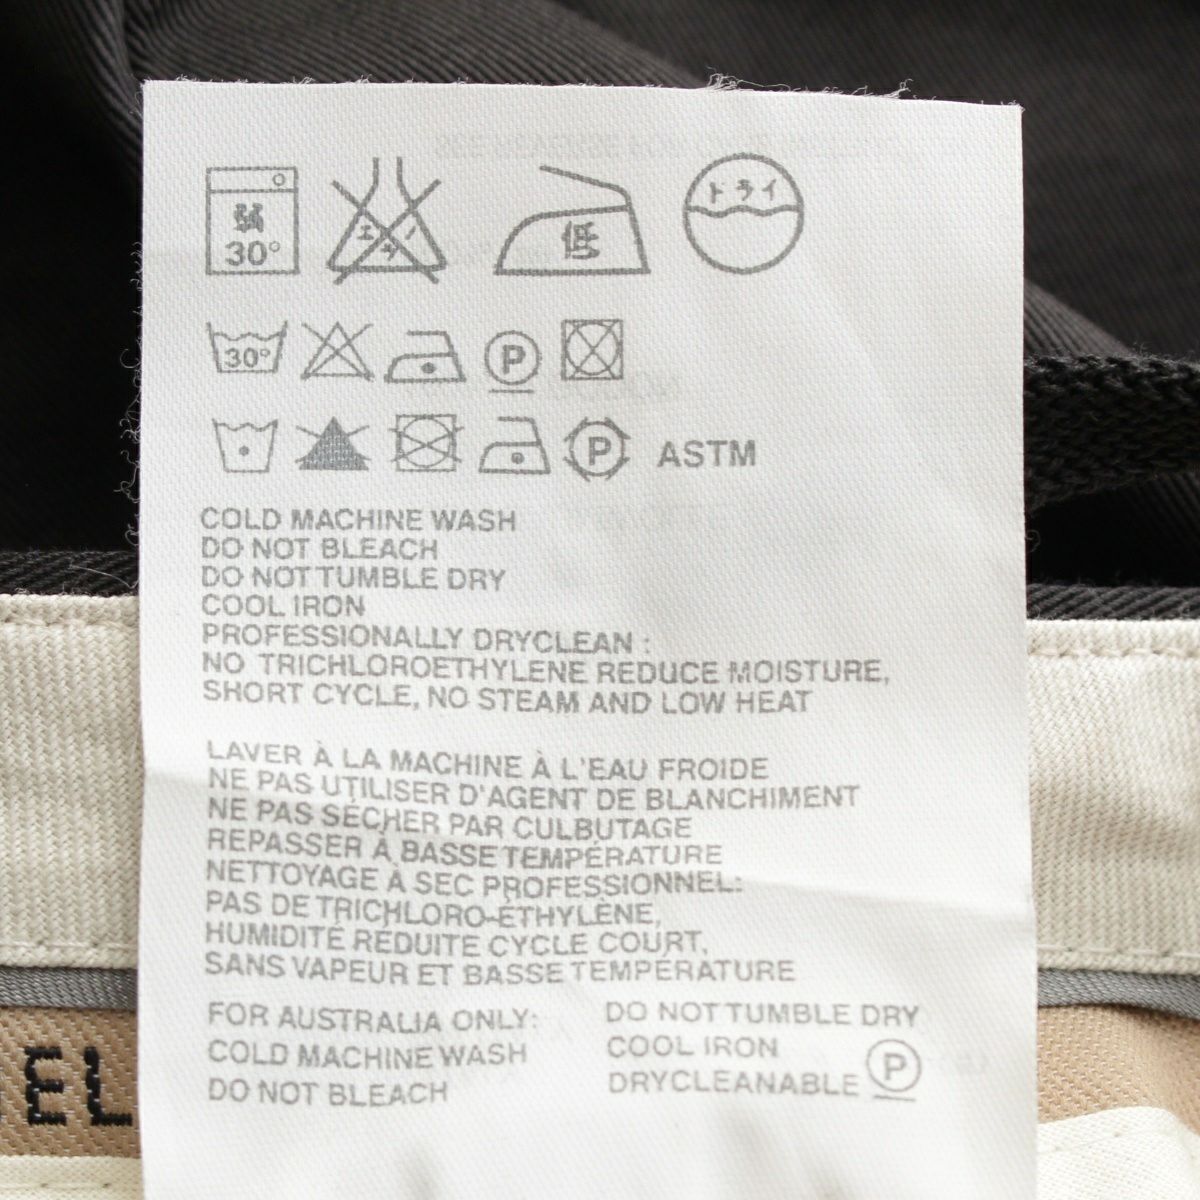 弱
30°
エンソ
低
ドライ
30°
P
P
ASTM
COLD MACHINE WASH
DO NOT BLEACH
DO NOT TUMBLE DRY
COOL IRON
PROFESSIONALLY DRYCLEAN :
NO TRICHLOROETHYLENE REDUCE MOISTURE,
SHORT CYCLE, NO STEAM AND LOW HEAT
LAVER À LA MACHINE À L'EAU FROIDE
NE PAS UTILISER D'AGENT DE BLANCHIMENT
NE PAS SÉCHER PAR CULBUTAGE
REPASSER À BASSE TEMPÉRATURE
NETTOYAGE À SEC PROFESSIONNEL:
PAS DE TRICHLORO-ÉTHYLÈNE,
HUMIDITÉ RÉDUITE CYCLE COURT,
SANS VAPEUR ET BASSE TEMPÉRATURE
FOR AUSTRALIA ONLY:
COLD MACHINE WASH
DO NOT BLEACH
DO NOT TUMBLE DRY
COOL IRON
DRYCLEANABLE P
EL